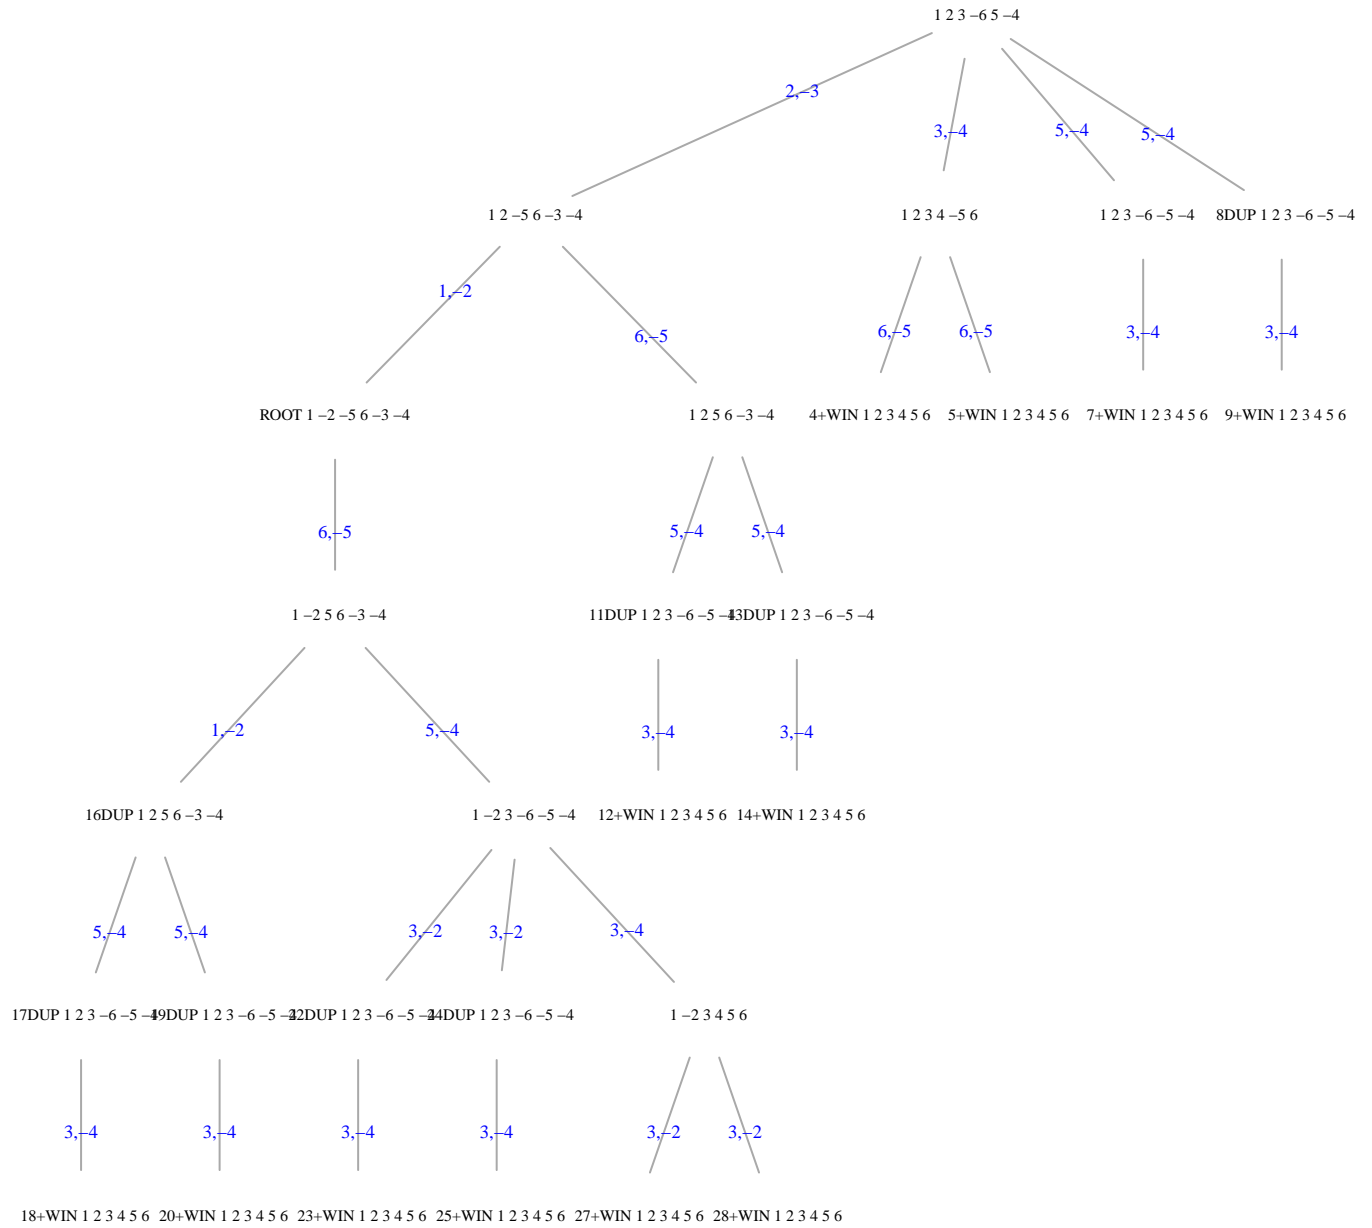 1 2 3 −6 5 −4
2,−3
3,−4
5,−4
5,−4
1 2 −5 6 −3 −4
1 2 3 4 −5 6
1 2 3 −6 −5 −4
8DUP 1 2 3 −6 −5 −4
1,−2
6,−5
6,−5
6,−5
3,−4
3,−4
ROOT 1 −2 −5 6 −3 −4
1 2 5 6 −3 −4
4+WIN 1 2 3 4 5 6
5+WIN 1 2 3 4 5 6
7+WIN 1 2 3 4 5 6
9+WIN 1 2 3 4 5 6
6,−5
5,−4
5,−4
1 −2 5 6 −3 −4
11DUP 1 2 3 −6 −5 −4
13DUP 1 2 3 −6 −5 −4
1,−2
5,−4
3,−4
3,−4
16DUP 1 2 5 6 −3 −4
1 −2 3 −6 −5 −4
12+WIN 1 2 3 4 5 6
14+WIN 1 2 3 4 5 6
5,−4
5,−4
3,−2
3,−2
3,−4
17DUP 1 2 3 −6 −5 −4
19DUP 1 2 3 −6 −5 −4
22DUP 1 2 3 −6 −5 −4
24DUP 1 2 3 −6 −5 −4
1 −2 3 4 5 6
3,−4
3,−4
3,−4
3,−4
3,−2
3,−2
18+WIN 1 2 3 4 5 6
20+WIN 1 2 3 4 5 6
23+WIN 1 2 3 4 5 6
25+WIN 1 2 3 4 5 6
27+WIN 1 2 3 4 5 6
28+WIN 1 2 3 4 5 6